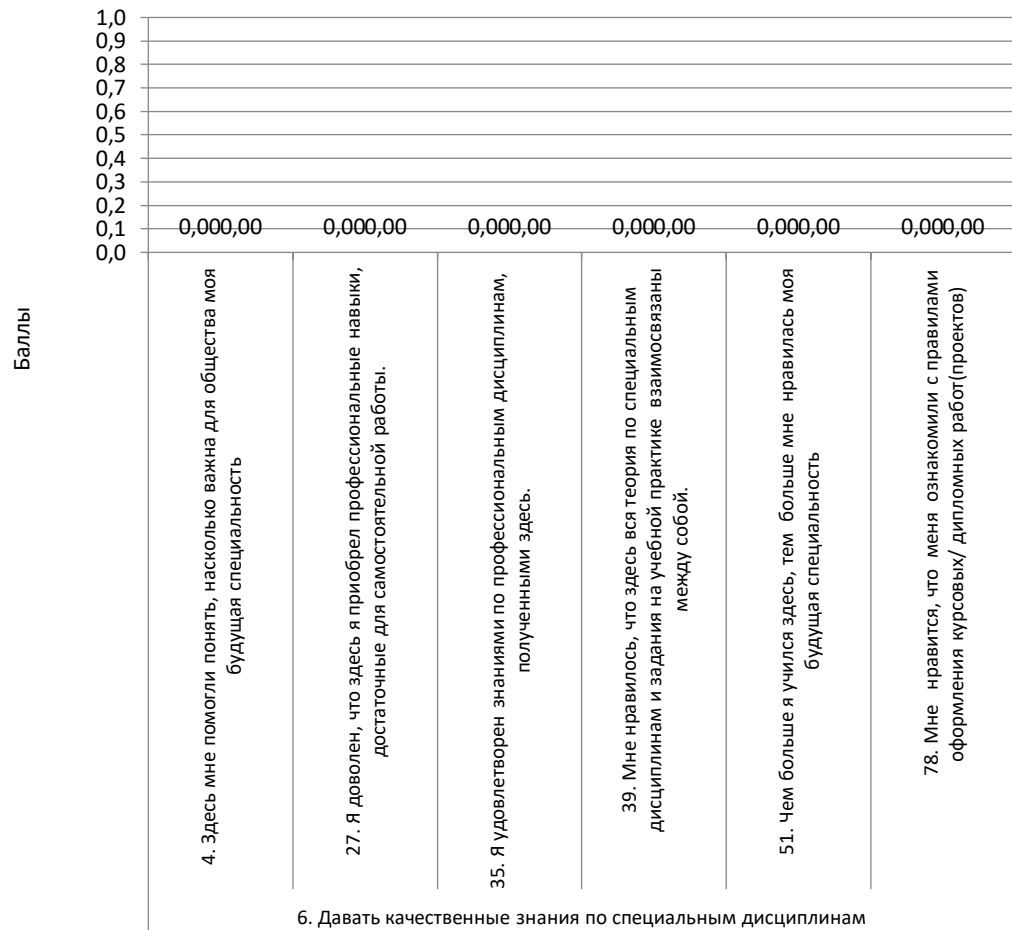 1,0
0,9
0,8
0,7
0,6
0,5
0,4
0,3
0,2
0,1
0,0
Баллы
0,000,00
0,000,00
0,000,00
0,000,00
0,000,00
0,000,00
4. Здесь мне помогли понять, насколько важна для общества моя
будущая специальность
27. Я доволен, что здесь я приобрел профессиональные навыки,
достаточные для самостоятельной работы.
35. Я удовлетворен знаниями по профессиональным дисциплинам,
полученными здесь.
39. Мне нравилось, что здесь вся теория по специальным
дисциплинам и задания на учебной практике взаимосвязаны
между собой.
51. Чем больше я учился здесь, тем больше мне нравилась моя
будущая специальность
78. Мне нравится, что меня ознакомили с правилами
оформления курсовых/ дипломных работ(проектов)
6. Давать качественные знания по специальным дисциплинам